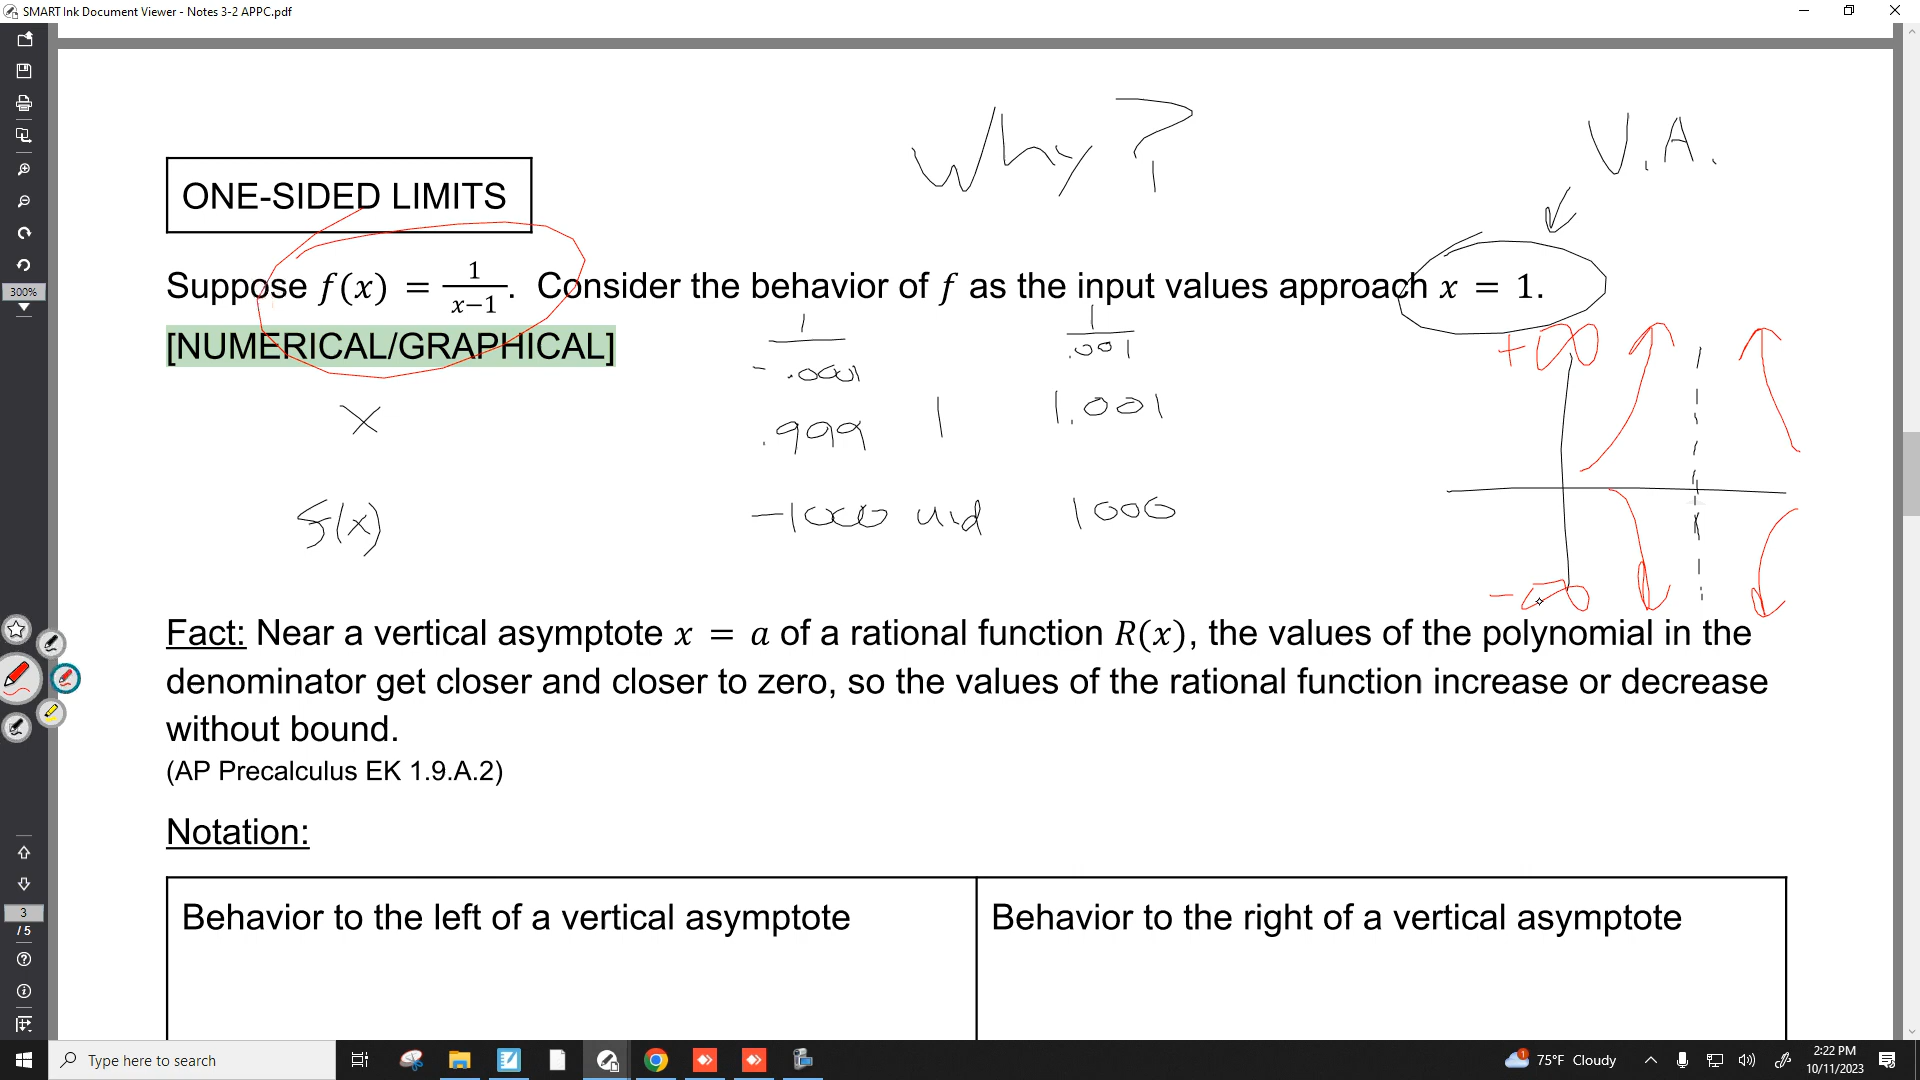 SMART Ink Document Viewer - Notes 3-2 APPC.pdf
Why?
V.A.
ONE-SIDED LIMITS
Suppose f(x) = 1/(x−1). Consider the behavior of f as the input values approach x = 1.
[NUMERICAL/GRAPHICAL]
1/-.001 1/.001
x .999 1 1.001
f(x) -1000 und 1000
+∞
-∞
Fact: Near a vertical asymptote x = a of a rational function R(x), the values of the polynomial in the
denominator get closer and closer to zero, so the values of the rational function increase or decrease
without bound.
(AP Precalculus EK 1.9.A.2)
Notation:
Behavior to the left of a vertical asymptote
Behavior to the right of a vertical asymptote
300%
3
/ 5
Type here to search
1
75°F Cloudy
2:22 PM
10/11/2023